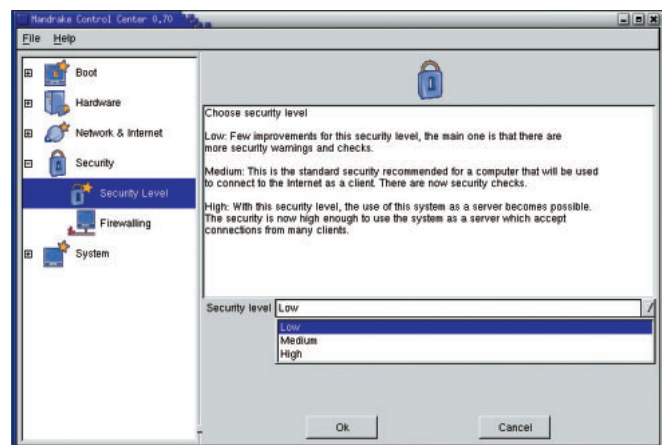 Mandrake Control Center 0.70
File Help
Boot
Hardware
Network & Internet
Security
Security Level
Firewalling
System
Choose security level
Low: Few improvements for this security level, the main one is that there are
more security warnings and checks.
Medium: This is the standard security recommended for a computer that will be used
to connect to the Internet as a client. There are now security checks.
High: With this security level, the use of this system as a server becomes possible.
The security is now high enough to use the system as a server which accept
connections from many clients.
Security level Low
Low
Medium
High
Ok Cancel